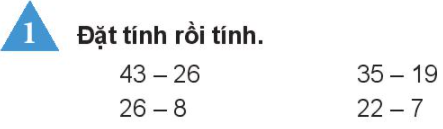 1 Đặt tính rồi tính.
43 – 26 35 – 19
26 – 8 22 – 7